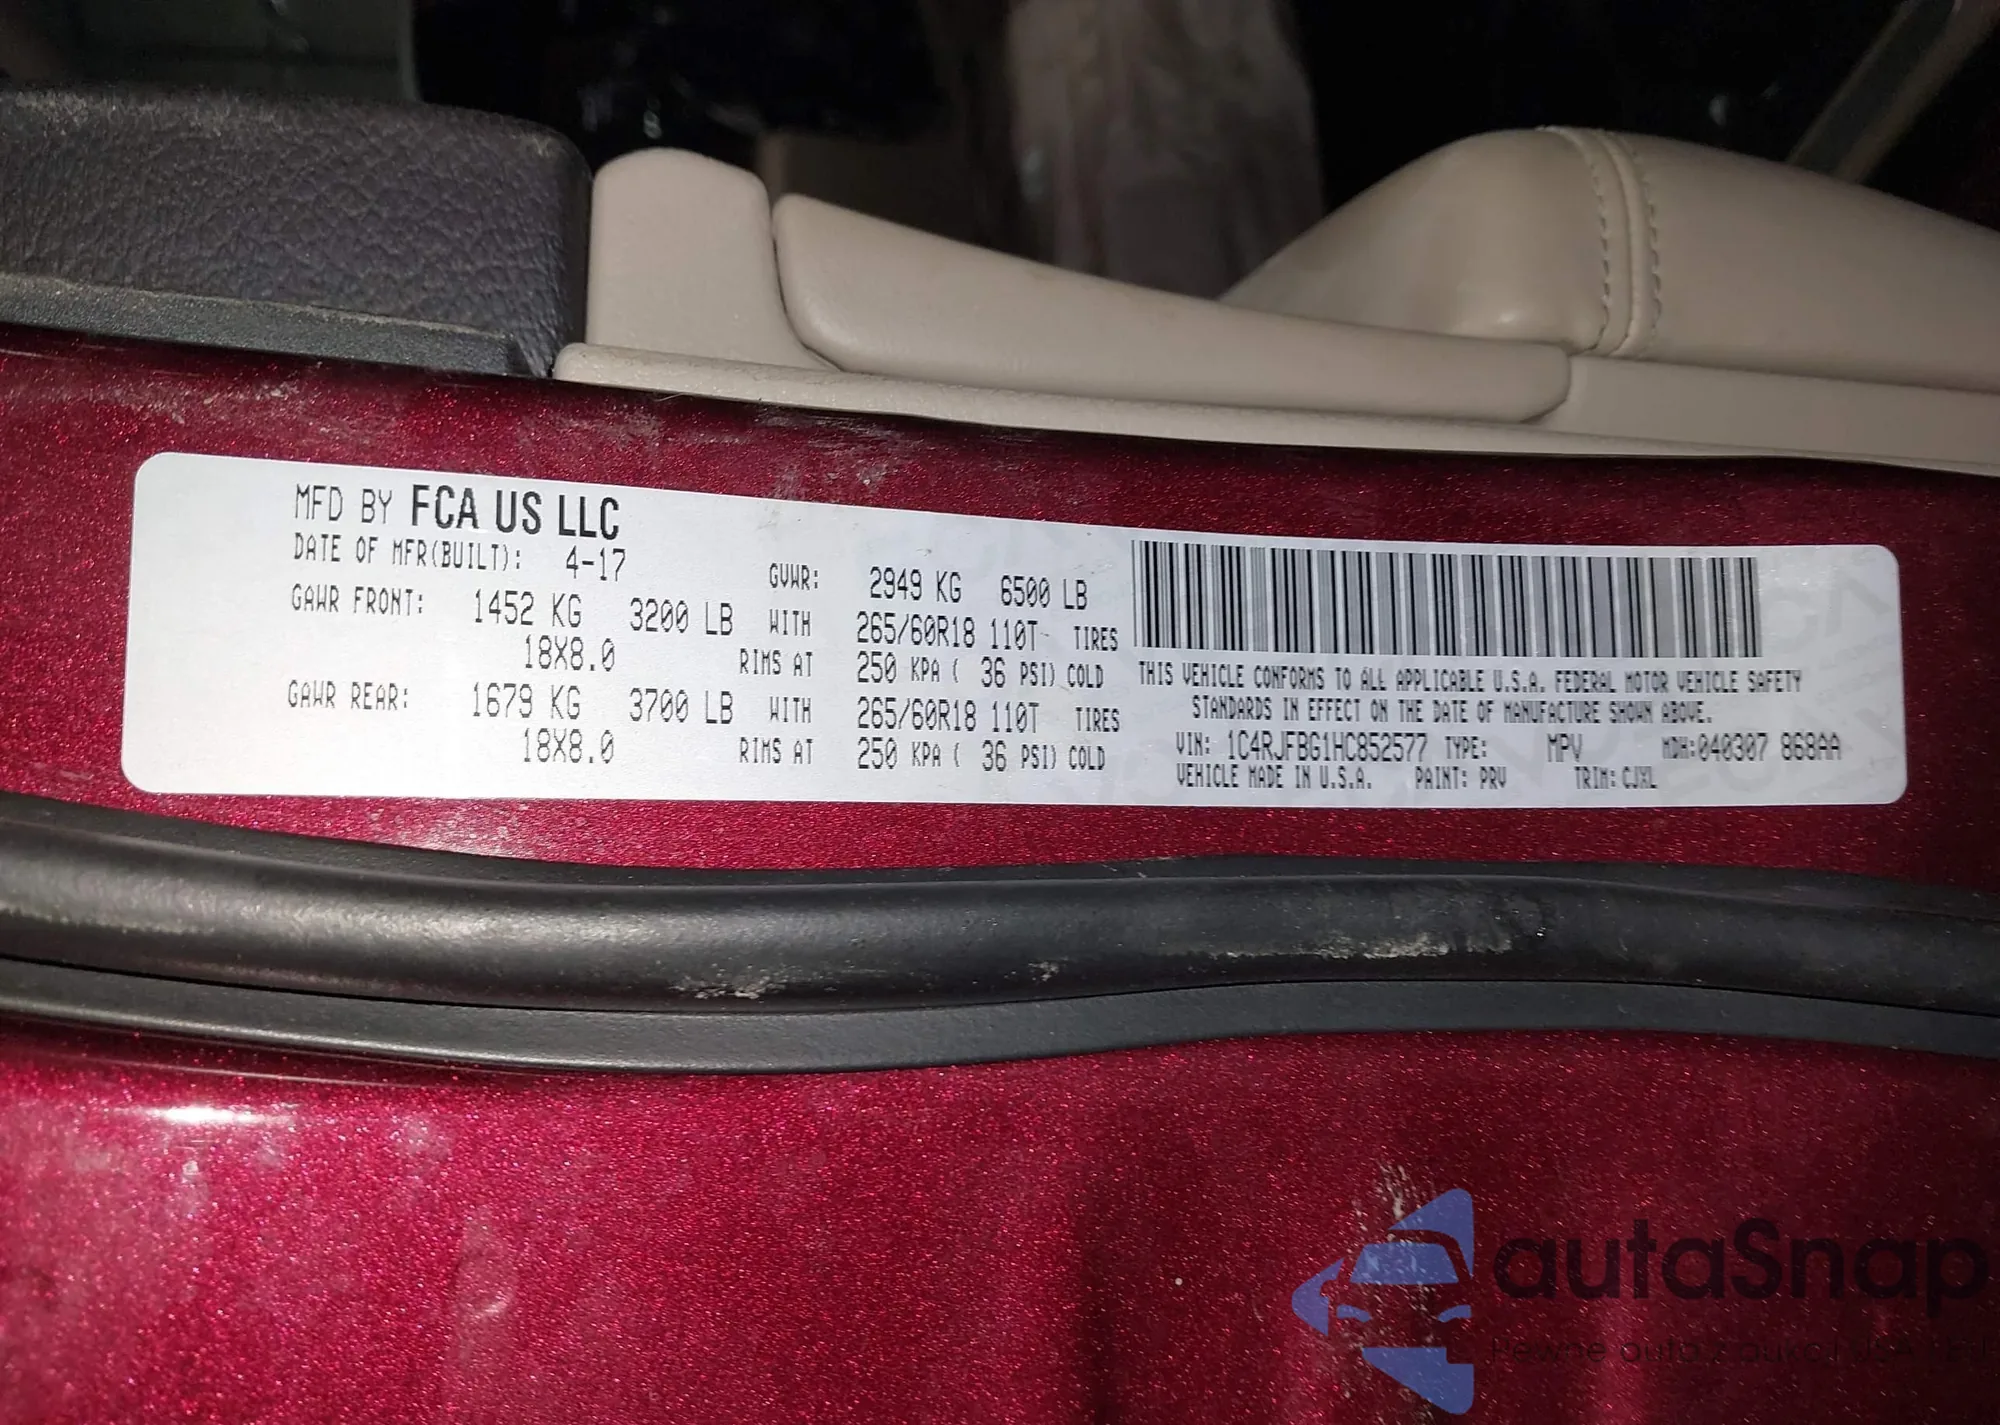 MFD BY FCA US LLC
DATE OF MFR(BUILT): 4-17 GVWR: 2949 KG 6500 LB
GAWR FRONT: 1452 KG 3200 LB WITH 265/60R18 110T TIRES
18X8.0 RIMS AT 250 KPA ( 36 PSI) COLD
GAWR REAR: 1679 KG 3700 LB WITH 265/60R18 110T TIRES
18X8.0 RIMS AT 250 KPA ( 36 PSI) COLD
THIS VEHICLE CONFORMS TO ALL APPLICABLE U.S.A. FEDERAL MOTOR VEHICLE SAFETY
STANDARDS IN EFFECT ON THE DATE OF MANUFACTURE SHOWN ABOVE.
VIN: 1C4RJFBG1HC852577 TYPE: MPV MDH:040307 868AA
VEHICLE MADE IN U.S.A. PAINT: PRV TRIM: CJXL
autaSnap
Pewne auto z aukcji USA